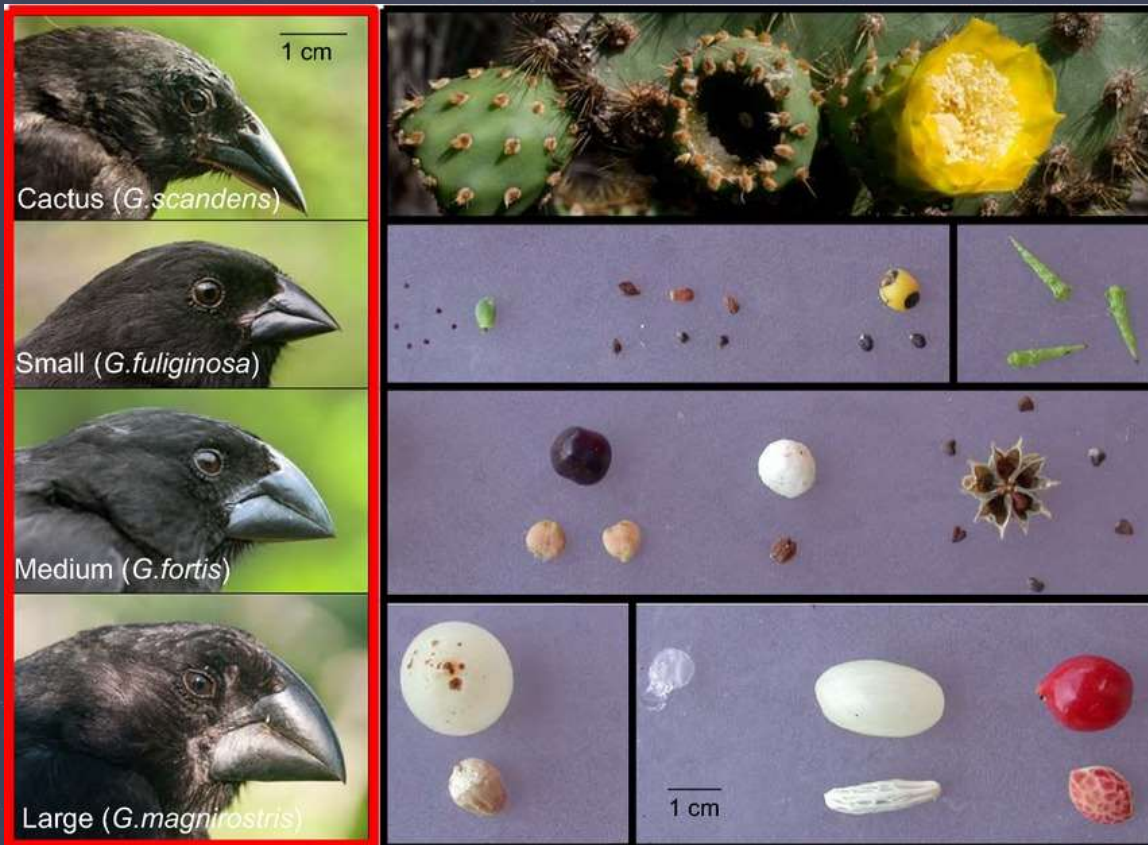 1 cm
Cactus (G.scandens)
Small (G.fuliginosa)
Medium (G.fortis)
Large (G.magnirostris)
1 cm